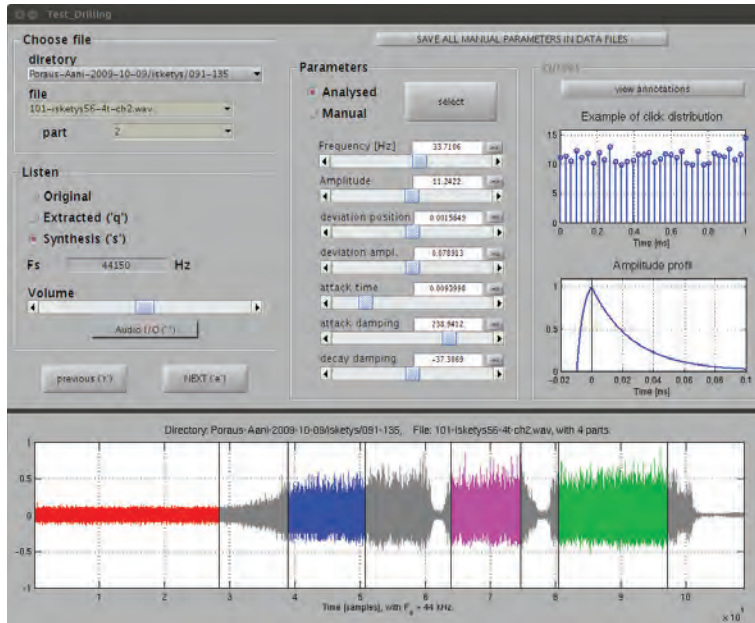 Test_Drilling
Choose file
diretory
Poraus-Aani-2009-10-09/isketys/091-135
file
101-isketys56-4t-ch2.wav
part
2
Listen
Original
Extracted ('q')
Synthesis ('s')
Fs 44150 Hz
Volume
Audio I/O (' ')
previous ('r')
NEXT ('e')
SAVE ALL MANUAL PARAMETERS IN DATA FILES
Parameters
Analysed
Manual
select
Frequency [Hz] 33.7106
Amplitude 11.2422
deviation position 0.0015649
deviation ampl. 0.078913
attack time 0.0093998
attack damping 230.9412
decay damping -37.3869
view annotations
Example of click distribution
15
10
5
0
0 0.2 0.4 0.6 0.8 1
Time [ms]
Amplitude profil
1
0.5
0
-0.02 0 0.02 0.04 0.06 0.08 0.1
Time [ms]
Directory: Poraus-Aani-2009-10-09/isketys/091-135, File: 101-isketys56-4t-ch2.wav, with 4 parts.
1
0.5
0
-0.5
-1
1 2 3 4 5 6 7 8 9 10
Time [samples], with Fs = 44 kHz.